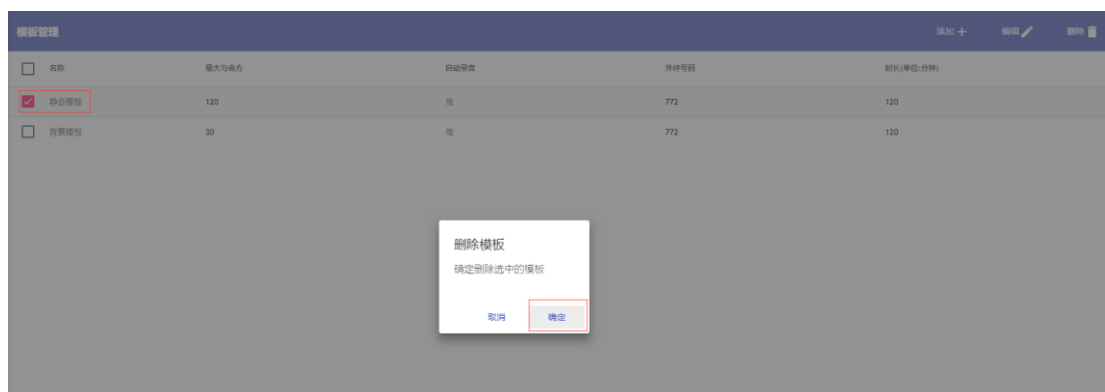 模板管理 添加 编辑 删除
名称 最大与会方 自动录音 外呼号码 时长(单位:分钟)
静音模板 120 是 772 120
背景模板 30 是 772 120
删除模板
确定删除选中的模板
取消 确定